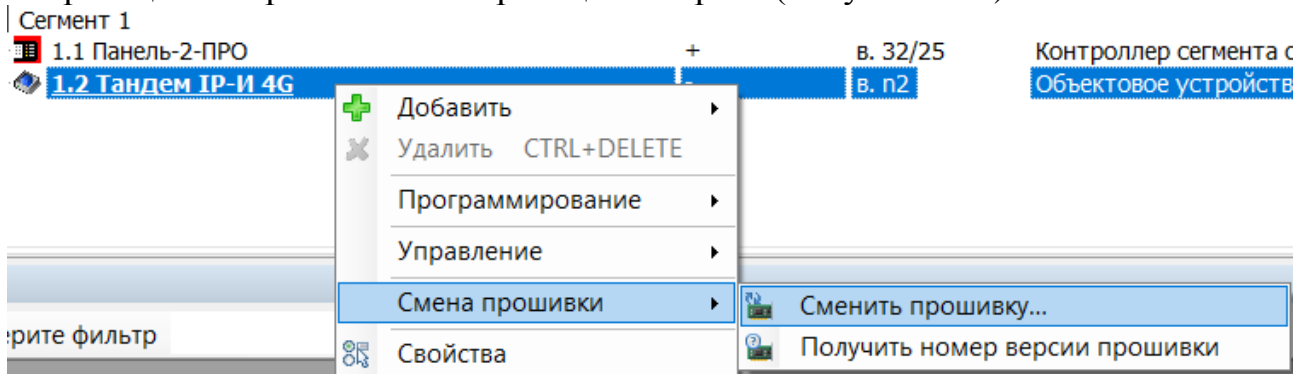 Сегмент 1
1.1 Панель-2-ПРО + в. 32/25 Контроллер сегмента с
1.2 Тандем IP-И 4G - в. n2 Объектовое устройств
Добавить
Удалить CTRL+DELETE
Программирование
Управление
Смена прошивки Сменить прошивку...
ерите фильтр Свойства Получить номер версии прошивки